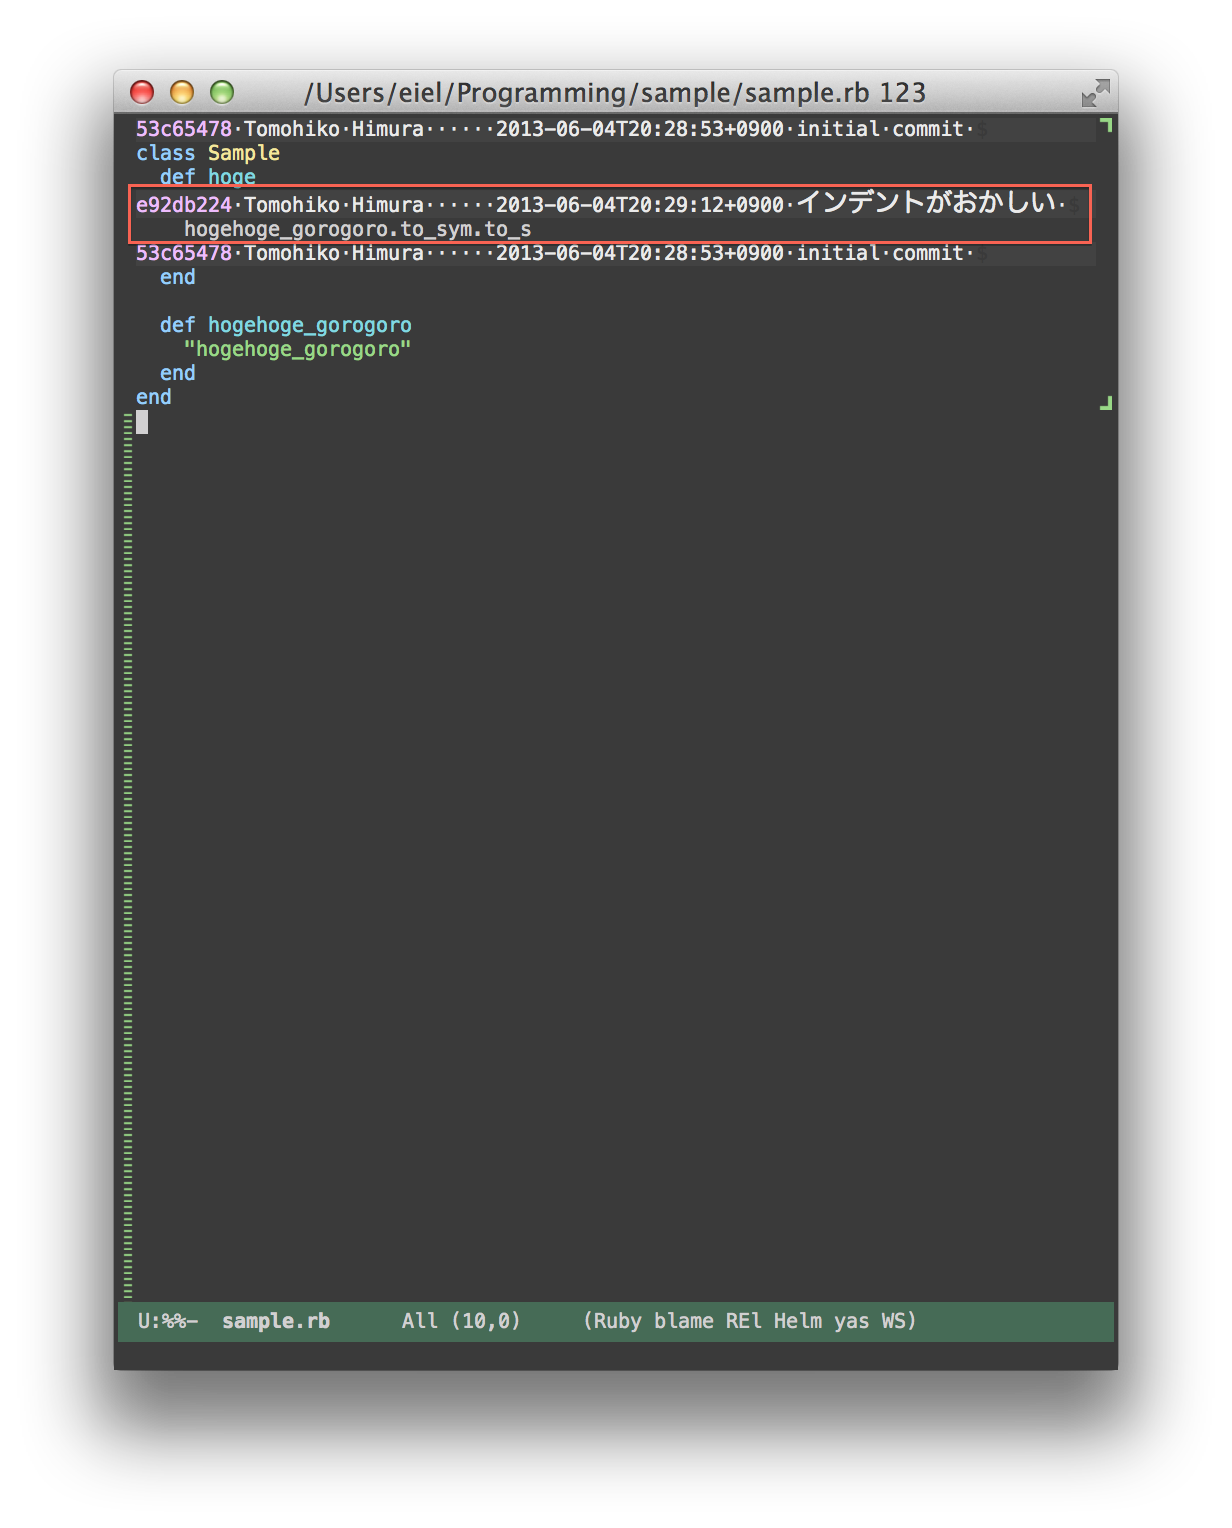 /Users/eiel/Programming/sample/sample.rb 123
53c65478·Tomohiko·Himura······2013-06-04T20:28:53+0900·initial·commit·$
class Sample
  def hoge
e92db224·Tomohiko·Himura······2013-06-04T20:29:12+0900·インデントがおかしい·$
    hogehoge_gorogoro.to_sym.to_s
53c65478·Tomohiko·Himura······2013-06-04T20:28:53+0900·initial·commit·$
  end
  def hogehoge_gorogoro
    "hogehoge_gorogoro"
  end
end
U:%%-  sample.rb      All (10,0)     (Ruby blame REl Helm yas WS)